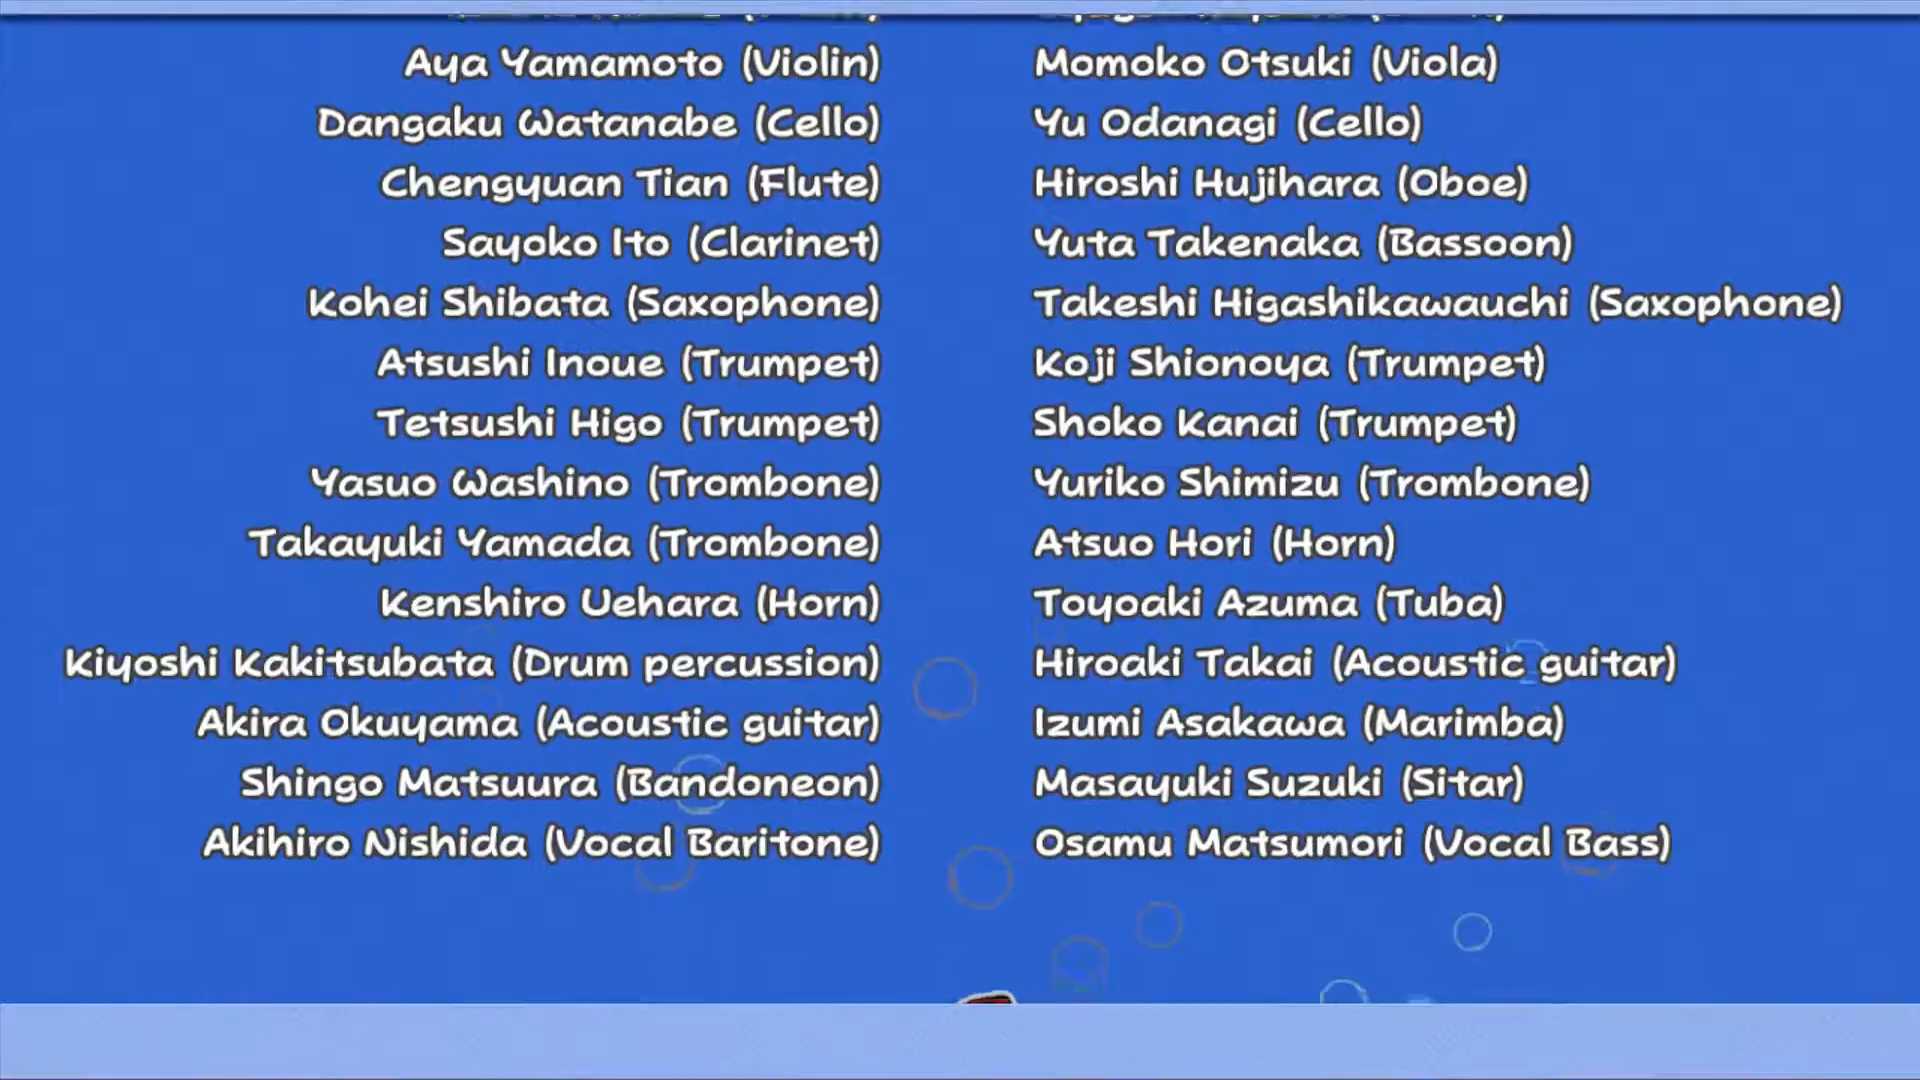 Aya Yamamoto (Violin) Momoko Otsuki (Viola)
Dangaku Watanabe (Cello) Yu Odanagi (Cello)
Chengyuan Tian (Flute) Hiroshi Hujihara (Oboe)
Sayoko Ito (Clarinet) Yuta Takenaka (Bassoon)
Kohei Shibata (Saxophone) Takeshi Higashikawauchi (Saxophone)
Atsushi Inoue (Trumpet) Koji Shionoya (Trumpet)
Tetsushi Higo (Trumpet) Shoko Kanai (Trumpet)
Yasuo Washino (Trombone) Yuriko Shimizu (Trombone)
Takayuki Yamada (Trombone) Atsuo Hori (Horn)
Kenshiro Uehara (Horn) Toyoaki Azuma (Tuba)
Kiyoshi Kakitsubata (Drum percussion) Hiroaki Takai (Acoustic guitar)
Akira Okuyama (Acoustic guitar) Izumi Asakawa (Marimba)
Shingo Matsuura (Bandoneon) Masayuki Suzuki (Sitar)
Akihiro Nishida (Vocal Baritone) Osamu Matsumori (Vocal Bass)